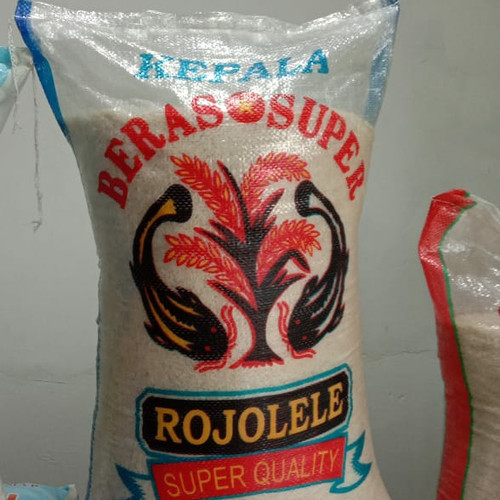 KEPALA
BERAS SUPER
ROJOLELE
SUPER QUALITY